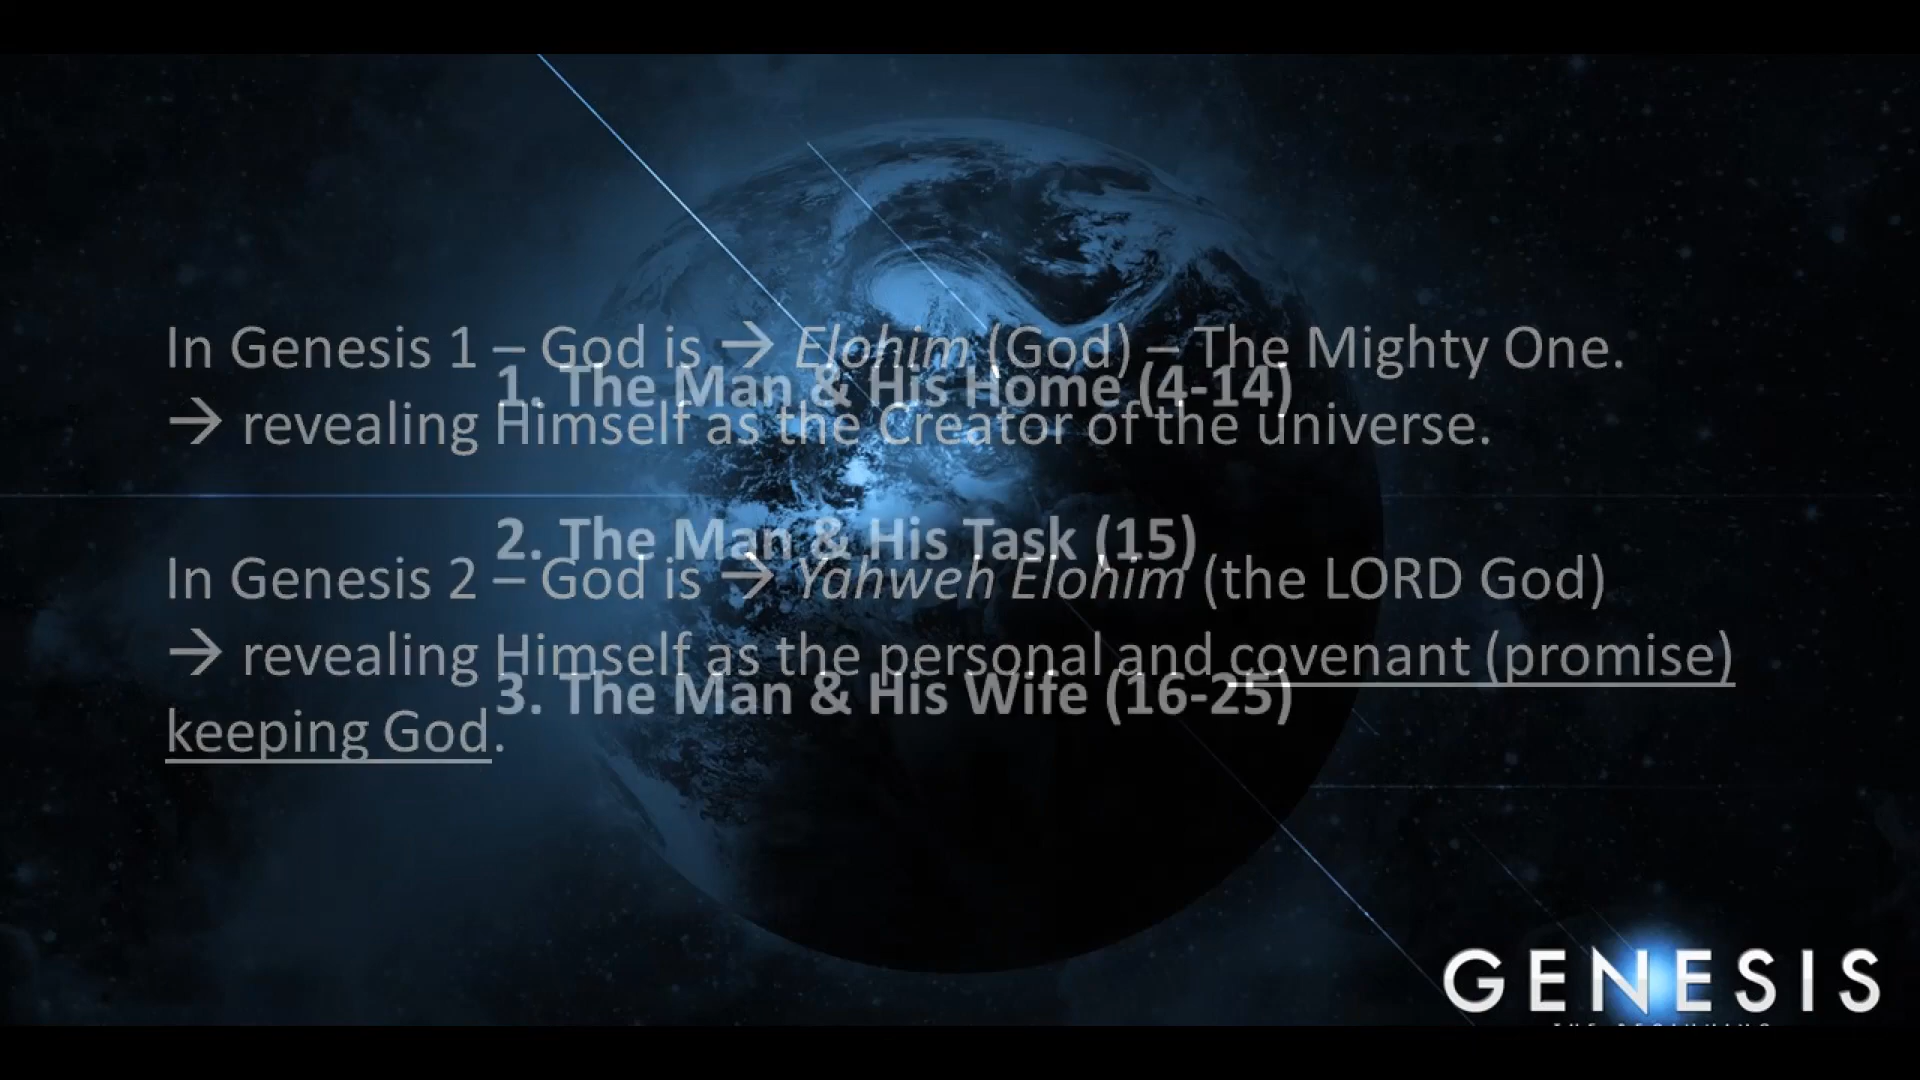 In Genesis 1 – God is → Elohim (God) – The Mighty One.
→ revealing Himself as the Creator of the universe.
In Genesis 2 – God is → Yahweh Elohim (the LORD God)
→ revealing Himself as the personal and covenant (promise)
keeping God.
1. The Man & His Home (4-14)
2. The Man & His Task (15)
3. The Man & His Wife (16-25)
GENESIS
THE BEGINNING